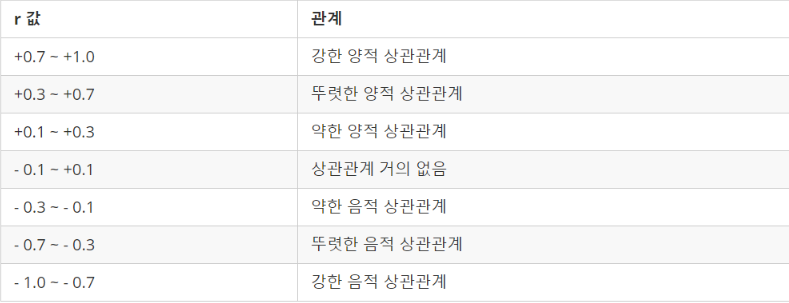 r 값 관계
+0.7 ~ +1.0 강한 양적 상관관계
+0.3 ~ +0.7 뚜렷한 양적 상관관계
+0.1 ~ +0.3 약한 양적 상관관계
- 0.1 ~ +0.1 상관관계 거의 없음
- 0.3 ~ - 0.1 약한 음적 상관관계
- 0.7 ~ - 0.3 뚜렷한 음적 상관관계
- 1.0 ~ - 0.7 강한 음적 상관관계